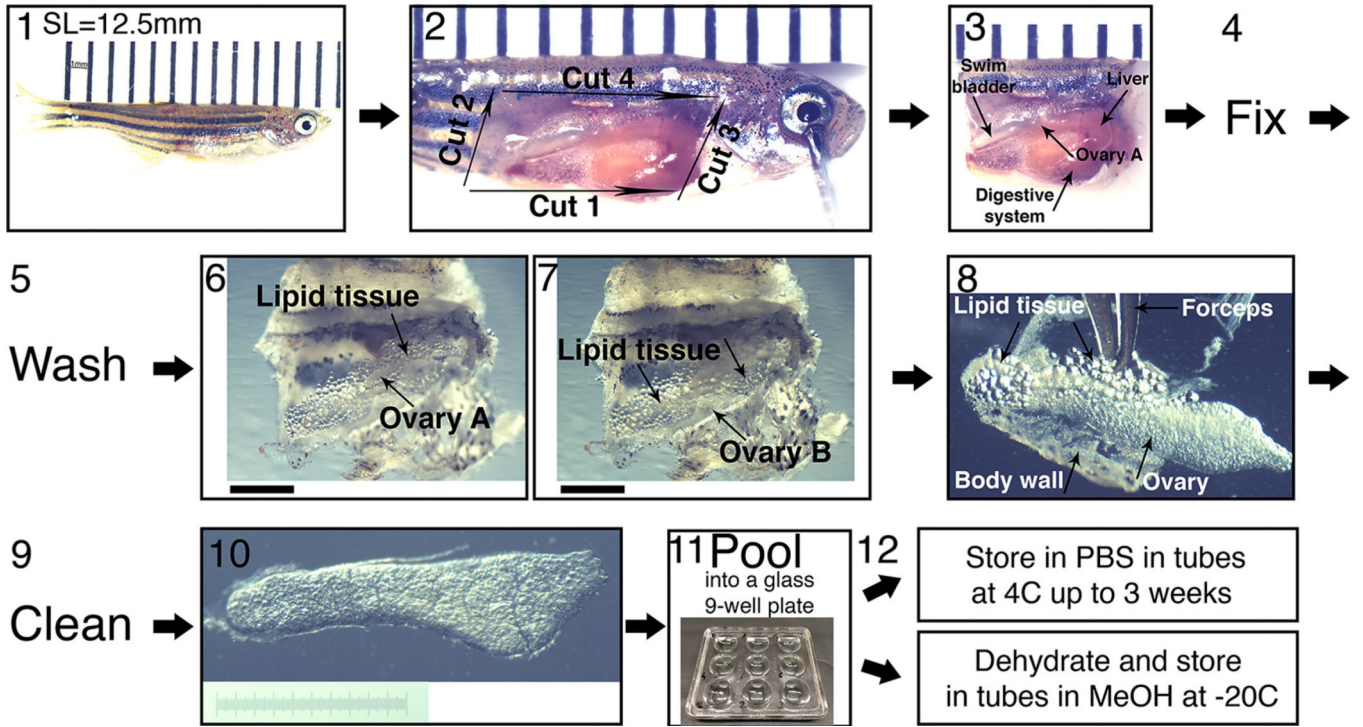 1
SL=12.5mm
1mm
2
Cut 4
Cut 2
Cut 3
Cut 1
3
Swim
bladder
Liver
Ovary A
Digestive
system
4
Fix
5
Wash
6
Lipid tissue
Ovary A
7
Lipid tissue
Ovary B
8
Lipid tissue
Forceps
Body wall
Ovary
9
Clean
10
11
Pool
into a glass
9-well plate
12
Store in PBS in tubes
at 4C up to 3 weeks
Dehydrate and store
in tubes in MeOH at -20C